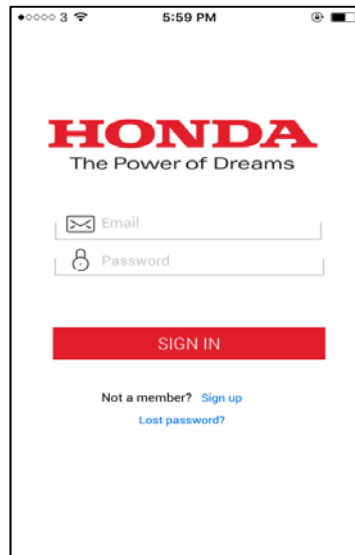 3 5:59 PM
HONDA
The Power of Dreams
Email
Password
SIGN IN
Not a member? Sign up
Lost password?